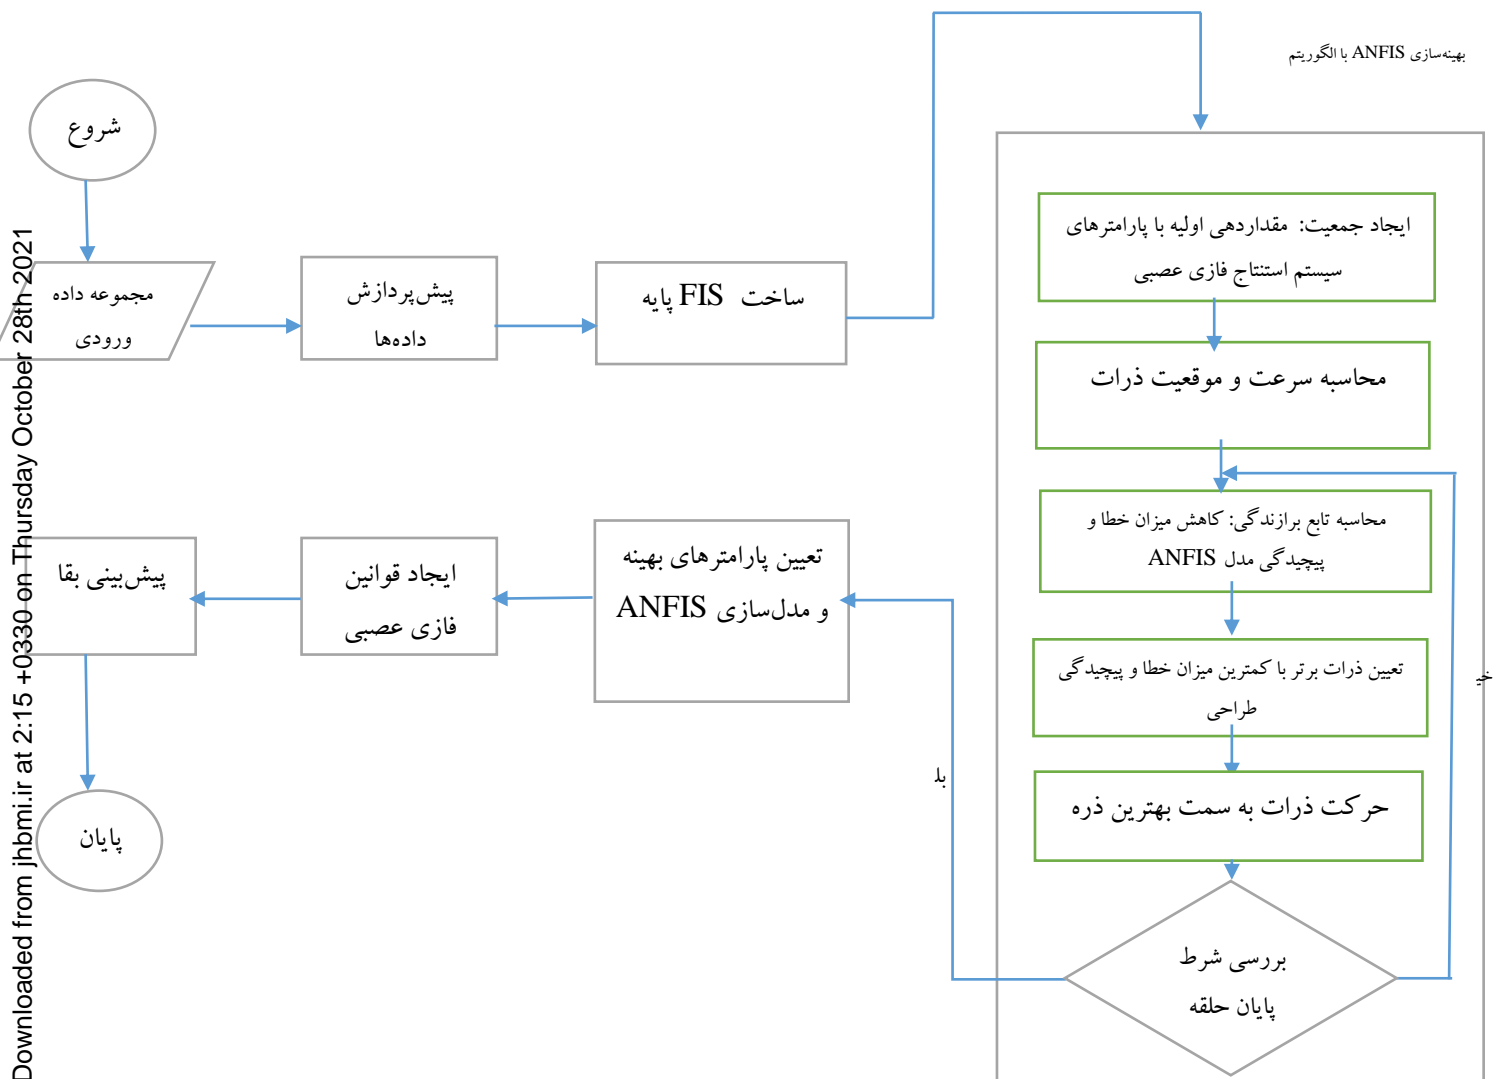 بهینه‌سازی ANFIS با الگوریتم
شروع
مجموعه داده
ورودی
پیش‌پردازش
داده‌ها
ساخت FIS پایه
ایجاد جمعیت: مقداردهی اولیه با پارامترهای
سیستم استنتاج فازی عصبی
محاسبه سرعت و موقعیت ذرات
محاسبه تابع برازندگی: کاهش میزان خطا و
پیچیدگی مدل ANFIS
تعیین ذرات برتر با کمترین میزان خطا و پیچیدگی
طراحی
حرکت ذرات به سمت بهترین ذره
بررسی شرط
پایان حلقه
خیـ
بلـ
تعیین پارامترهای بهینه
و مدل‌سازی ANFIS
ایجاد قوانین
فازی عصبی
پیش‌بینی بقا
پایان
Downloaded from jhbmi.ir at 2:15 +0330 on Thursday October 28th 2021